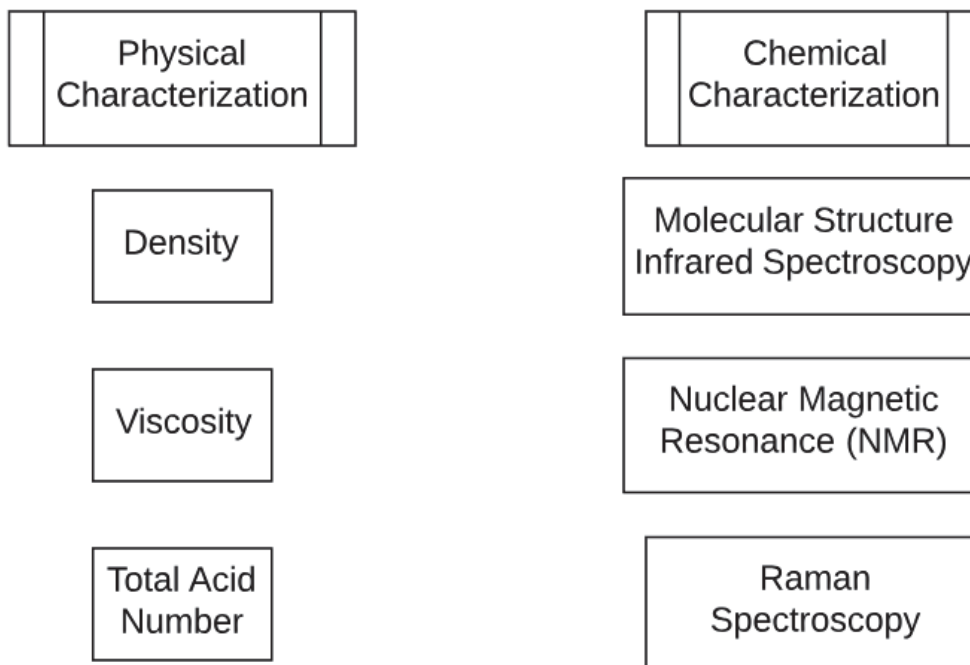 Physical
Characterization
Density
Viscosity
Total Acid
Number
Chemical
Characterization
Molecular Structure
Infrared Spectroscopy
Nuclear Magnetic
Resonance (NMR)
Raman
Spectroscopy